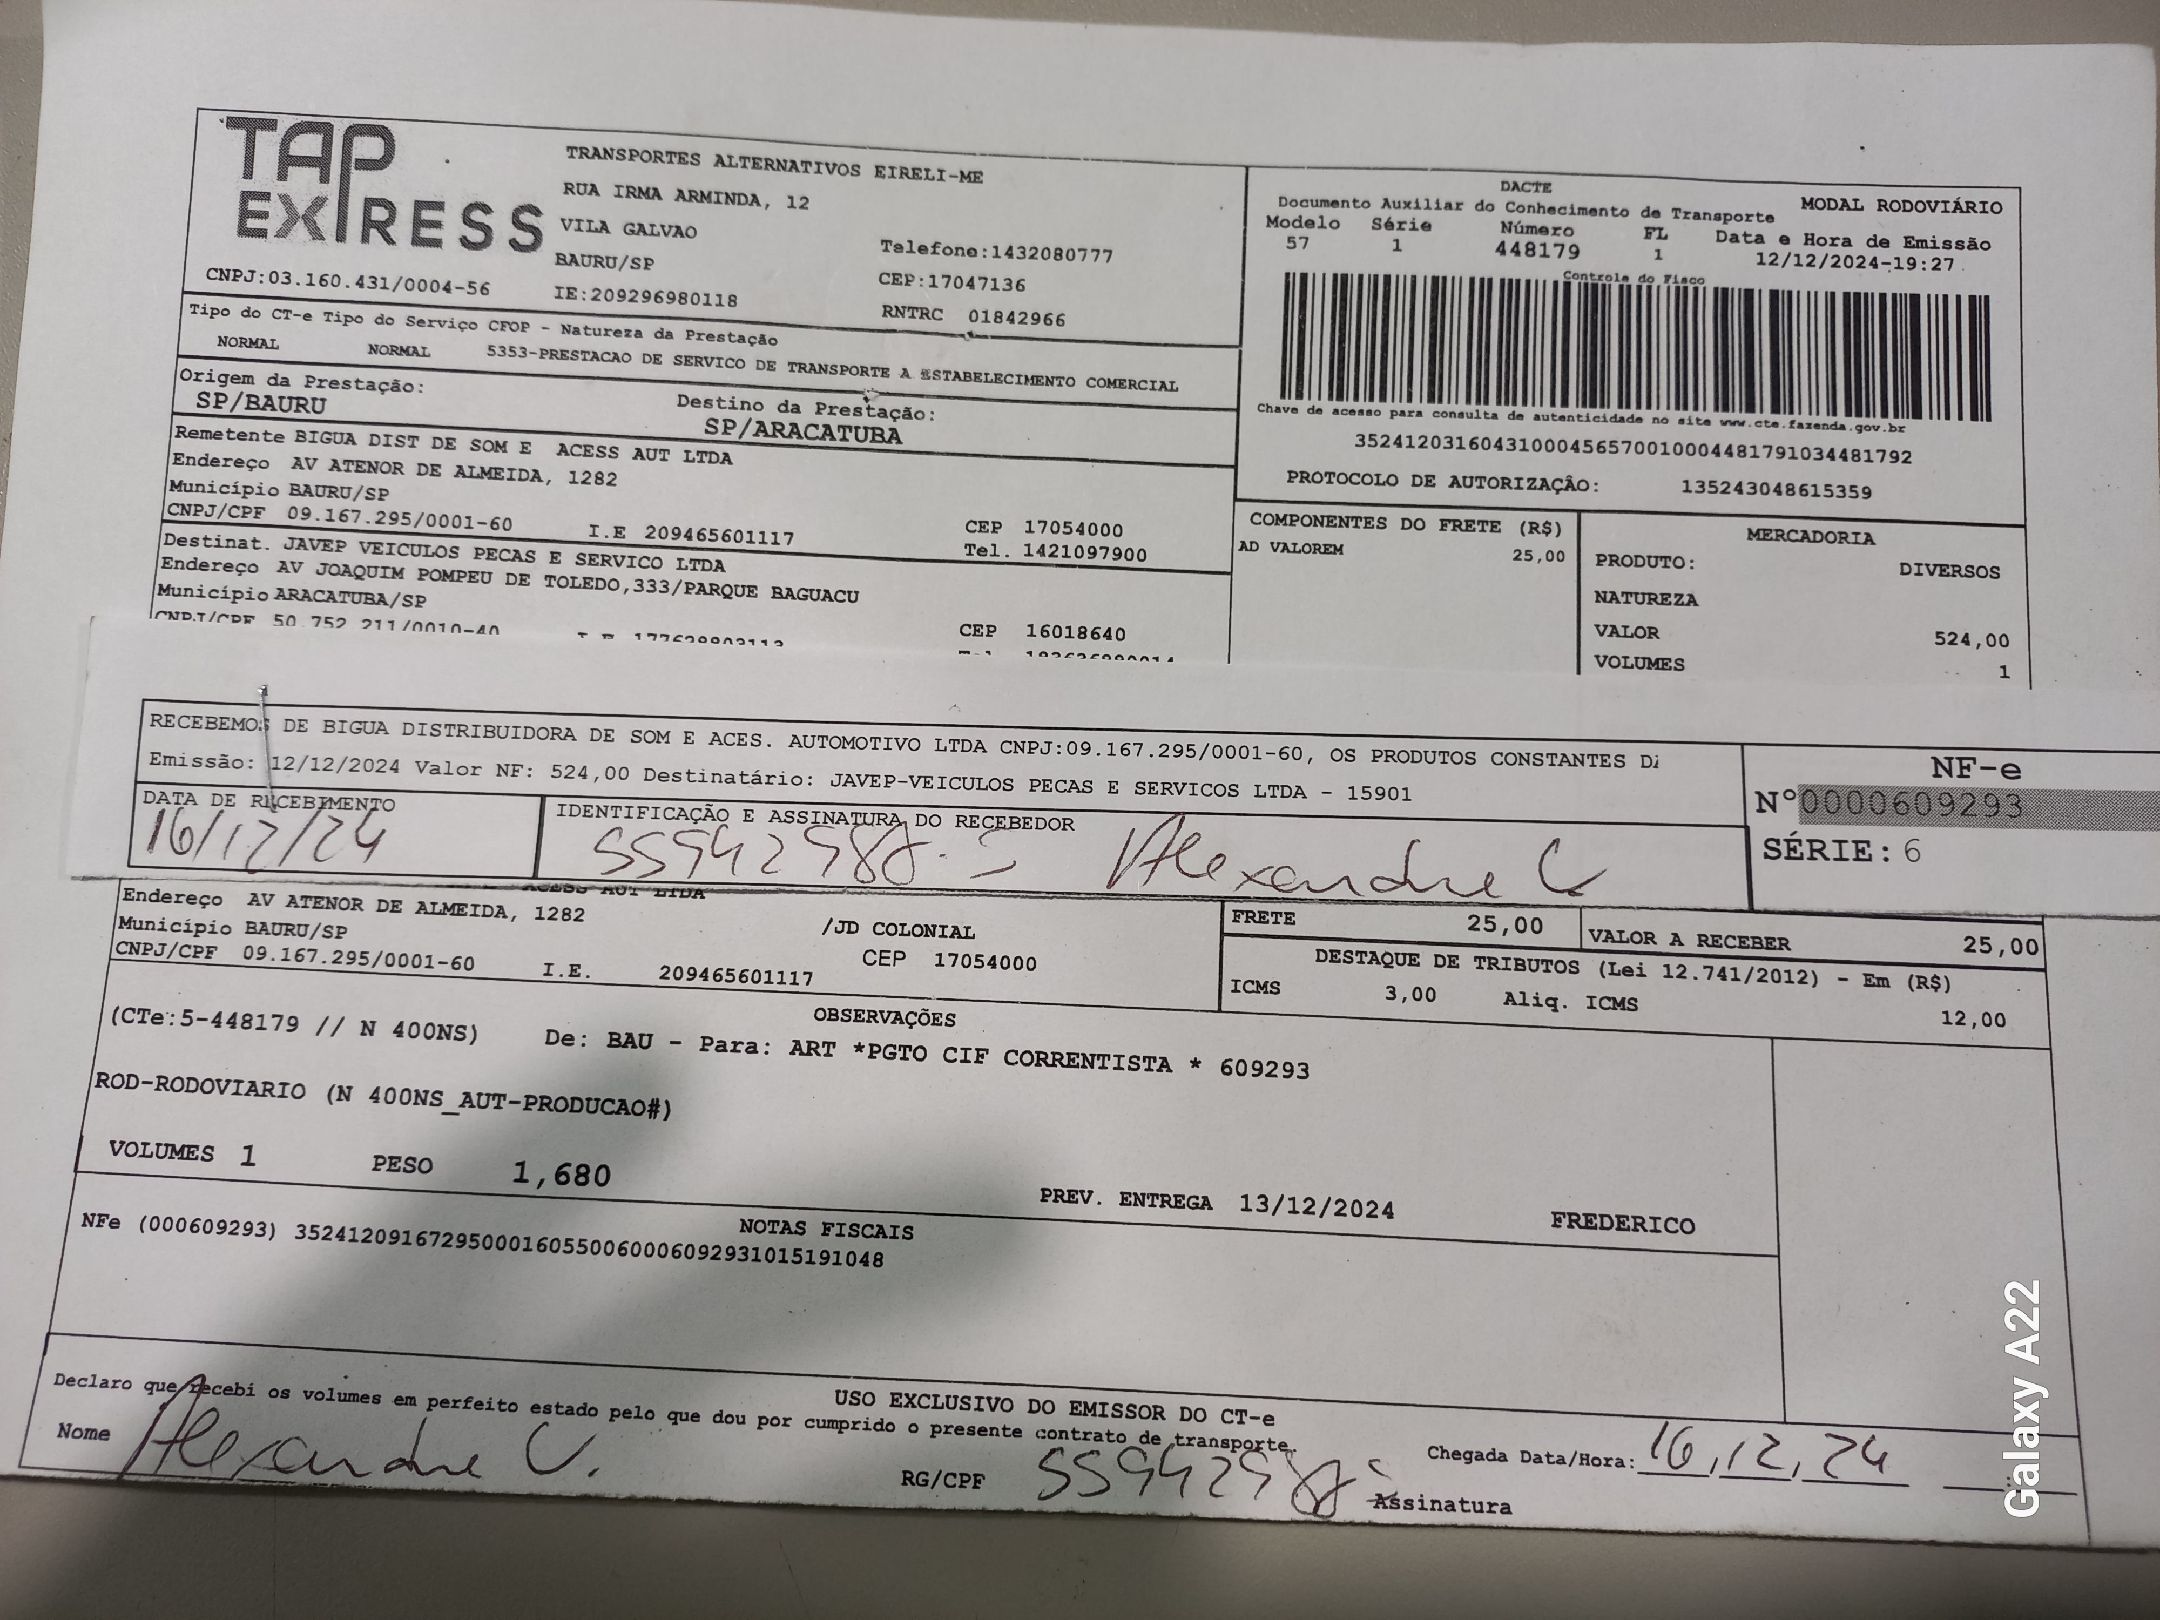 TAP EXPRESS
TRANSPORTES ALTERNATIVOS EIRELI-ME
RUA IRMA ARMINDA, 12
VILA GALVAO
BAURU/SP
Telefone:1432080777
CEP:17047136
CNPJ:03.160.431/0004-56 IE:209296980118 RNTRC 01842966
DACTE
Documento Auxiliar do Conhecimento de Transporte MODAL RODOVIÁRIO
Modelo Série Número FL Data e Hora de Emissão
57 1 448179 1 12/12/2024-19:27
Controle do Fisco
Chave de acesso para consulta de autenticidade no site www.cte.fazenda.gov.br
35241203160431000456570010004481791034481792
PROTOCOLO DE AUTORIZAÇÂO: 135243048615359
Tipo do CT-e Tipo do Serviço CFOP - Natureza da Prestação
NORMAL NORMAL 5353-PRESTACAO DE SERVICO DE TRANSPORTE A ESTABELECIMENTO COMERCIAL
Origem da Prestação: Destino da Prestação:
SP/BAURU SP/ARACATUBA
Remetente BIGUA DIST DE SOM E ACESS AUT LTDA
Endereço AV ATENOR DE ALMEIDA, 1282
Município BAURU/SP CEP 17054000
CNPJ/CPF 09.167.295/0001-60 I.E 209465601117 Tel. 1421097900
Destinat. JAVEP VEICULOS PECAS E SERVICO LTDA
Endereço AV JOAQUIM POMPEU DE TOLEDO,333/PARQUE BAGUACU
Município ARACATUBA/SP CEP 16018640
CNPJ/CPF 50.752.211/0010-40
COMPONENTES DO FRETE (R$)
AD VALOREM 25,00
MERCADORIA
PRODUTO: DIVERSOS
NATUREZA
VALOR 524,00
VOLUMES 1
RECEBEMOS DE BIGUA DISTRIBUIDORA DE SOM E ACES. AUTOMOTIVO LTDA CNPJ:09.167.295/0001-60, OS PRODUTOS CONSTANTES
Emissão: 12/12/2024 Valor NF: 524,00 Destinatário: JAVEP-VEICULOS PECAS E SERVICOS LTDA - 15901
DATA DE RECEBIMENTO IDENTIFICAÇÃO E ASSINATURA DO RECEBEDOR
16/12/24 Alexandre C
NF-e
Nº0000609293
SÉRIE: 6
ACESS AUT LTDA
Endereço AV ATENOR DE ALMEIDA, 1282 /JD COLONIAL
Município BAURU/SP CEP 17054000
CNPJ/CPF 09.167.295/0001-60 I.E. 209465601117
FRETE 25,00 VALOR A RECEBER 25,00
DESTAQUE DE TRIBUTOS (Lei 12.741/2012) - Em (R$)
ICMS 3,00 Aliq. ICMS 12,00
OBSERVAÇÕES
(CTe:5-448179 // N 400NS) De: BAU - Para: ART *PGTO CIF CORRENTISTA * 609293
ROD-RODOVIARIO (N 400NS_AUT-PRODUCAO#)
VOLUMES 1 PESO 1,680 PREV. ENTREGA 13/12/2024 FREDERICO
NOTAS FISCAIS
NFe (000609293) 35241209167295000160550060006092931015191048
USO EXCLUSIVO DO EMISSOR DO CT-e
Declaro que recebi os volumes em perfeito estado pelo que dou por cumprido o presente contrato de transporte.
Nome Alexandre C. RG/CPF Assinatura Chegada Data/Hora: 16,12,24
Galaxy A22